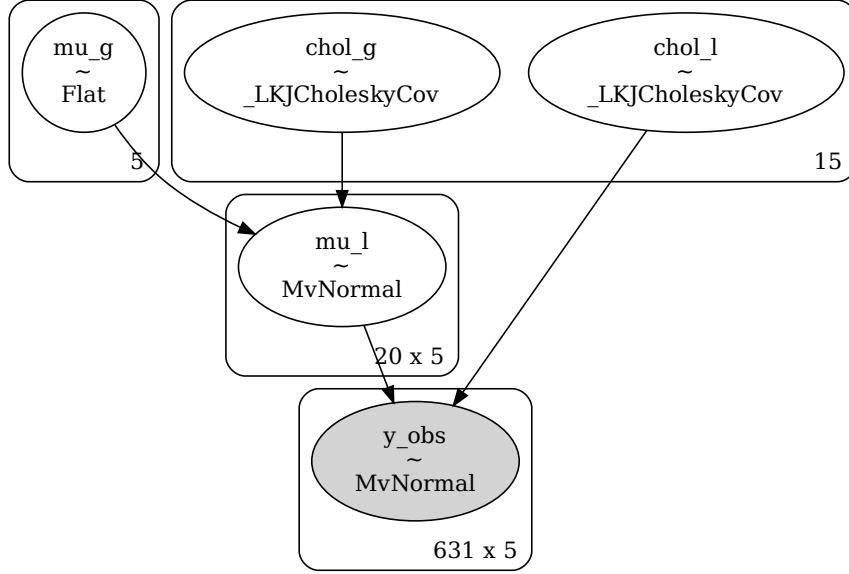 mu_g
~
Flat
5
chol_g
~
_LKJCholeskyCov
chol_l
~
_LKJCholeskyCov
15
mu_l
~
MvNormal
20 x 5
y_obs
~
MvNormal
631 x 5